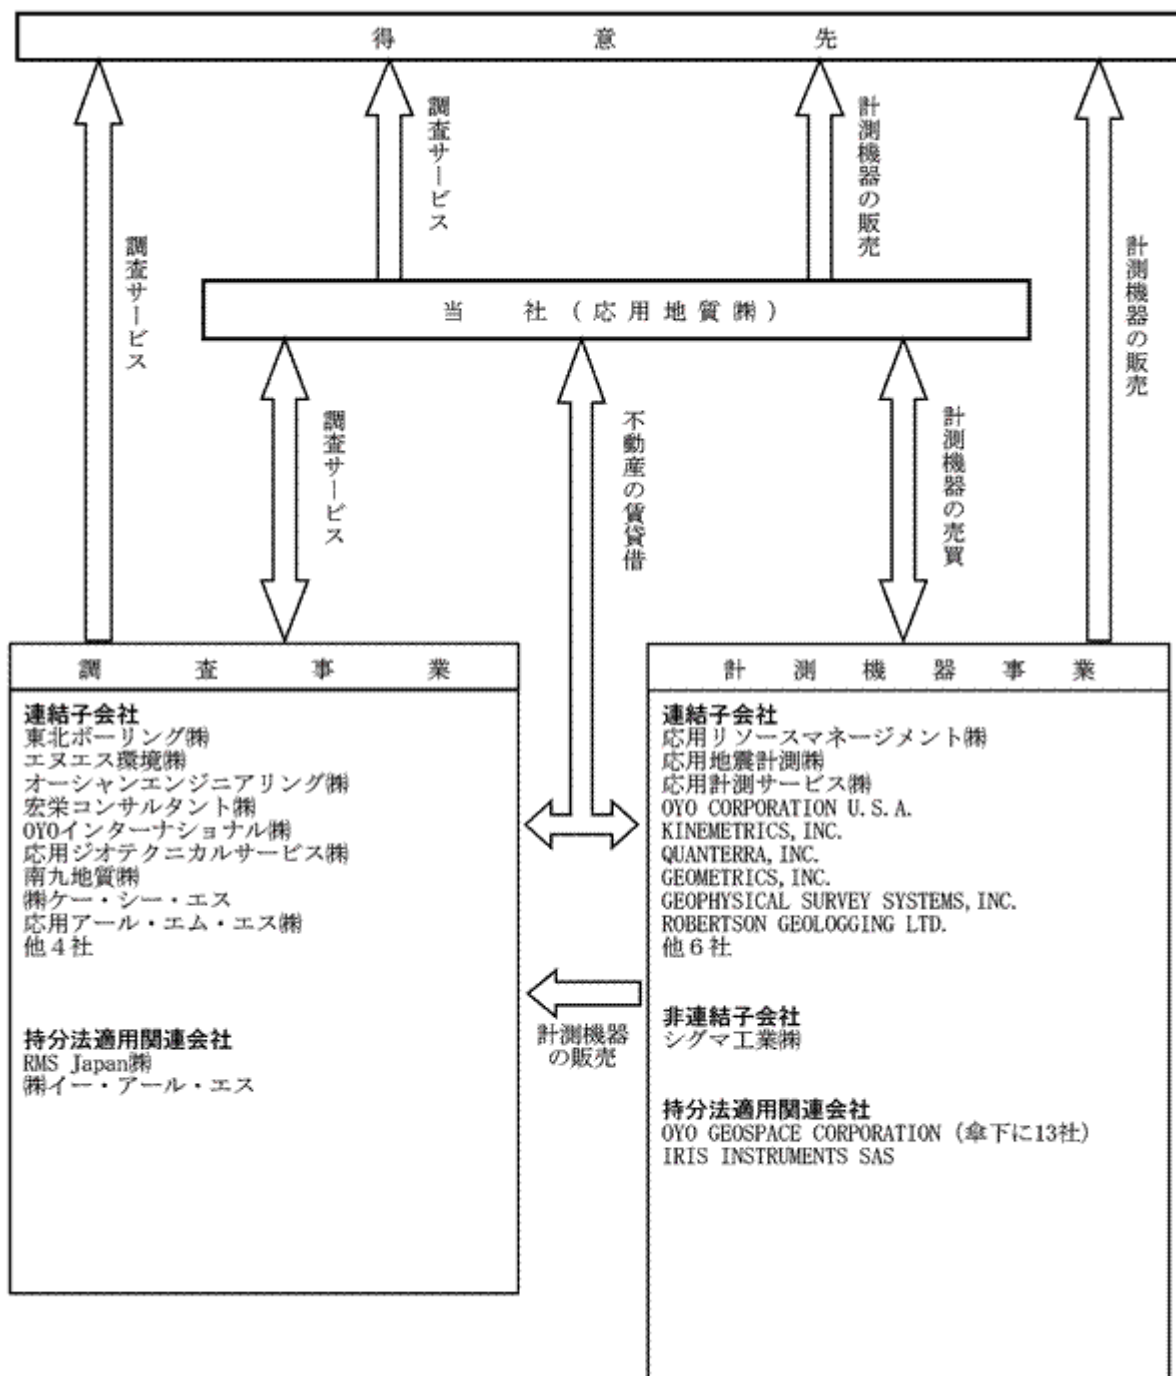 得意先
調査サービス
調査サービス
計測機器の販売
計測機器の販売
当社(応用地質㈱)
調査サービス
不動産の賃貸借
計測機器の売買
調査事業
連結子会社
東北ボーリング㈱
エヌエス環境㈱
オーシャンエンジニアリング㈱
宏栄コンサルタント㈱
OYOインターナショナル㈱
応用ジオテクニカルサービス㈱
南九地質㈱
㈱ケー・シー・エス
応用アール・エム・エス㈱
他4社
持分法適用関連会社
RMS Japan㈱
㈱イー・アール・エス
計測機器
の販売
計測機器事業
連結子会社
応用リソースマネージメント㈱
応用地震計測㈱
応用計測サービス㈱
OYO CORPORATION U.S.A.
KINEMETRICS,INC.
QUANTERRA,INC.
GEOMETRICS,INC.
GEOPHYSICAL SURVEY SYSTEMS,INC.
ROBERTSON GEOLOGGING LTD.
他6社
非連結子会社
シグマ工業㈱
持分法適用関連会社
OYO GEOSPACE CORPORATION (傘下に13社)
IRIS INSTRUMENTS SAS